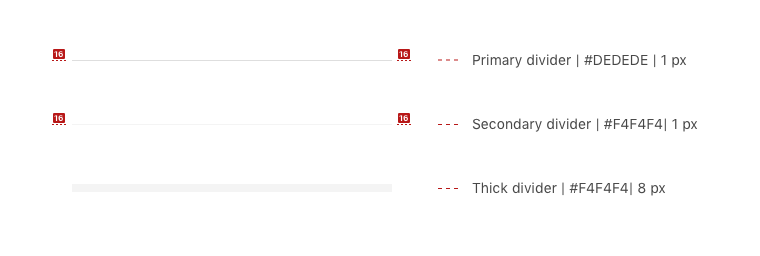 16 16 Primary divider | #DEDEDE | 1 px
16 16 Secondary divider | #F4F4F4| 1 px
Thick divider | #F4F4F4| 8 px